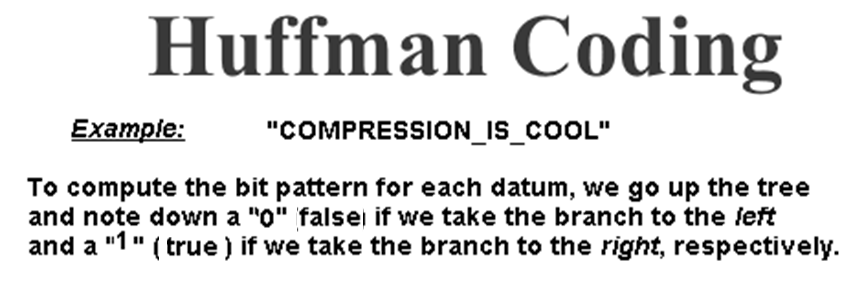 Huffman Coding
Example: "COMPRESSION_IS_COOL"
To compute the bit pattern for each datum, we go up the tree
and note down a "0" (false) if we take the branch to the left
and a "1" (true) if we take the branch to the right, respectively.